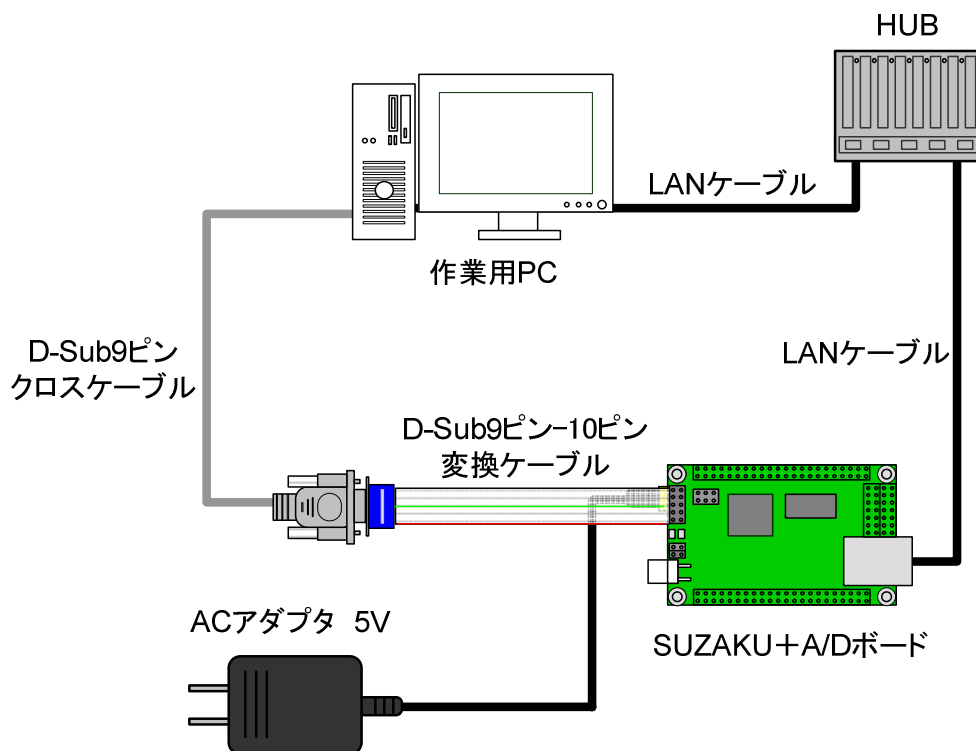 HUB
LANケーブル
作業用PC
D-Sub9ピン
クロスケーブル
LANケーブル
D-Sub9ピン-10ピン
変換ケーブル
ACアダプタ 5V
SUZAKU+A/Dボード